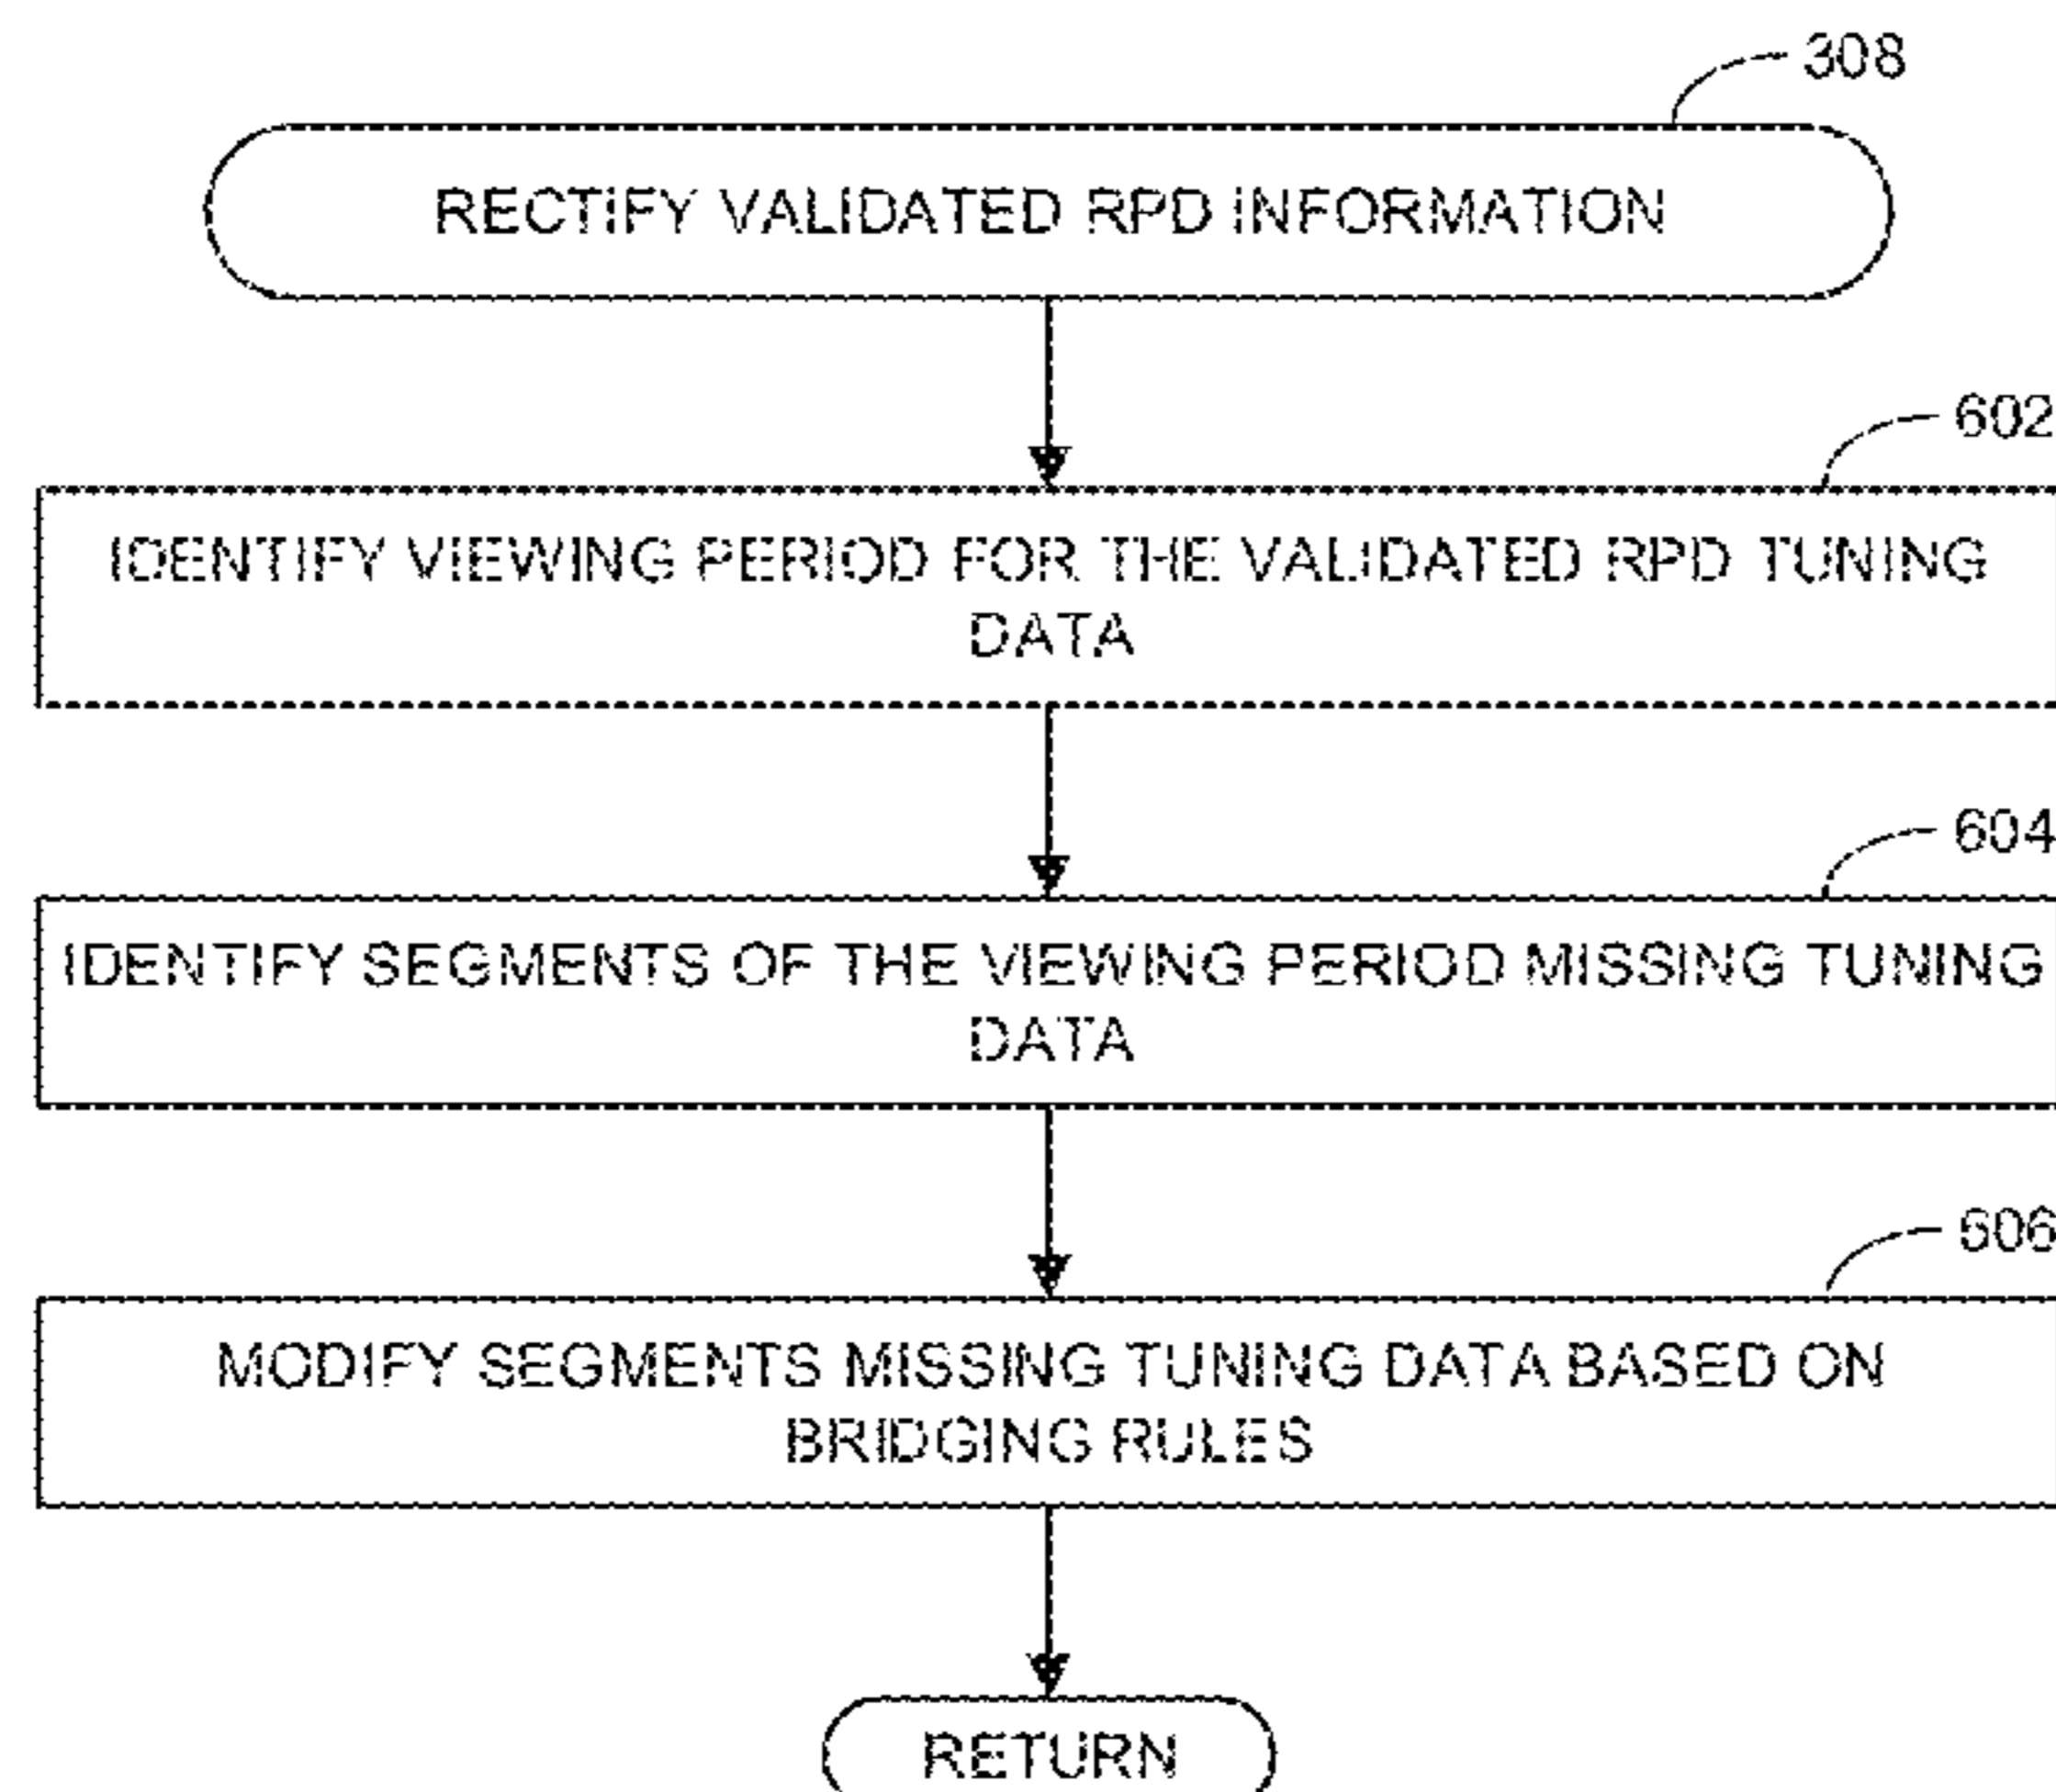 308
RECTIFY VALIDATED RPD INFORMATION
602
IDENTIFY VIEWING PERIOD FOR THE VALIDATED RPD TUNING
DATA
604
IDENTIFY SEGMENTS OF THE VIEWING PERIOD MISSING TUNING
DATA
606
MODIFY SEGMENTS MISSING TUNING DATA BASED ON
BRIDGING RULES
RETURN